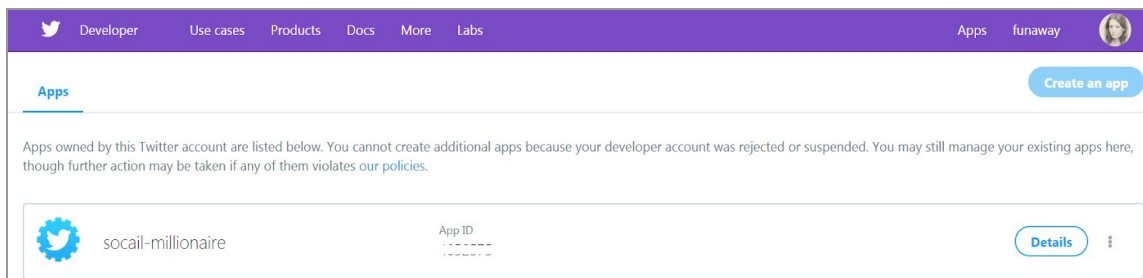 Developer Use cases Products Docs More Labs Apps funaway
Create an app
Apps
Apps owned by this Twitter account are listed below. You cannot create additional apps because your developer account was rejected or suspended. You may still manage your existing apps here,
though further action may be taken if any of them violates our policies.
App ID
socail-millionaire
Details